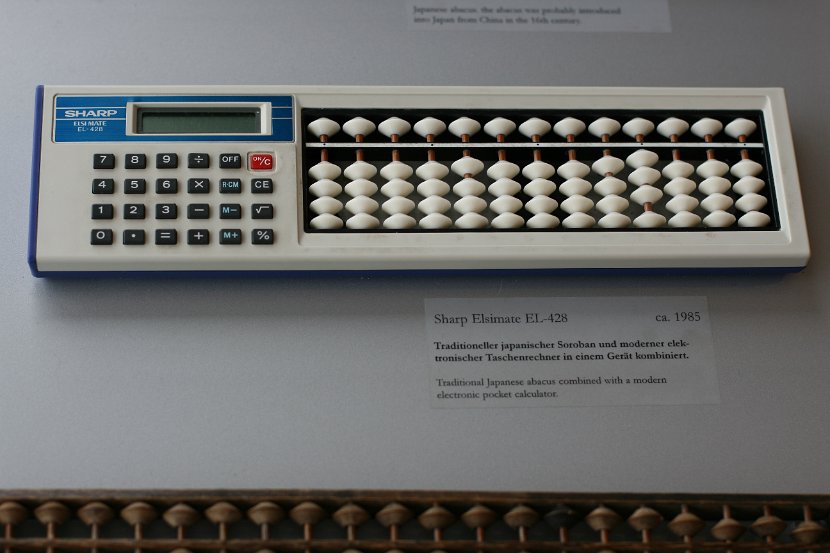 Japanese abacus. the abacus was probably introduced
into Japan from China in the 16th century.
SHARP
ELSI MATE
EL-428
7 8 9 ÷ OFF ON/C
4 5 6 × R·CM CE
1 2 3 − M− √
0 · = + M+ %
Sharp Elsimate EL-428 ca. 1985
Traditioneller japanischer Soroban und moderner elek-
tronischer Taschenrechner in einem Gerät kombiniert.
Traditional Japanese abacus combined with a modern
electronic pocket calculator.